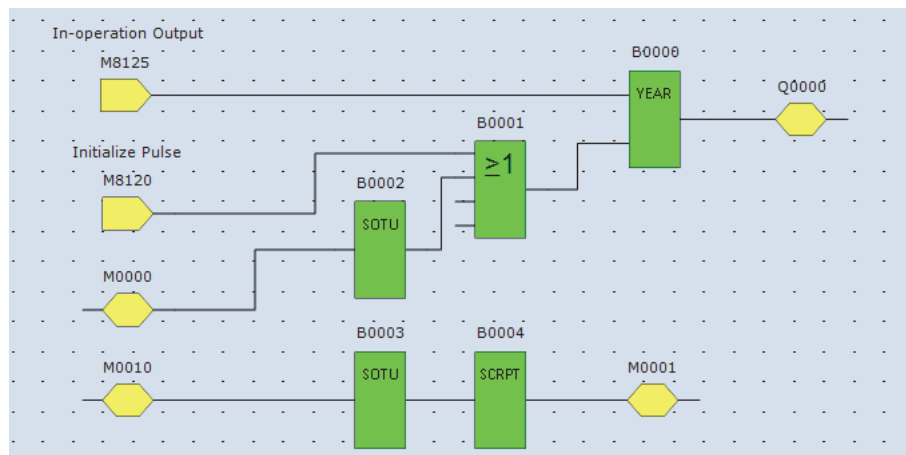 In-operation Output
M8125
B0006
YEAR
Q0000
B0001
≥1
Initialize Pulse
M8120
B0002
SOTU
M0000
B0003
B0004
M0010
SOTU
SCRPT
M0001